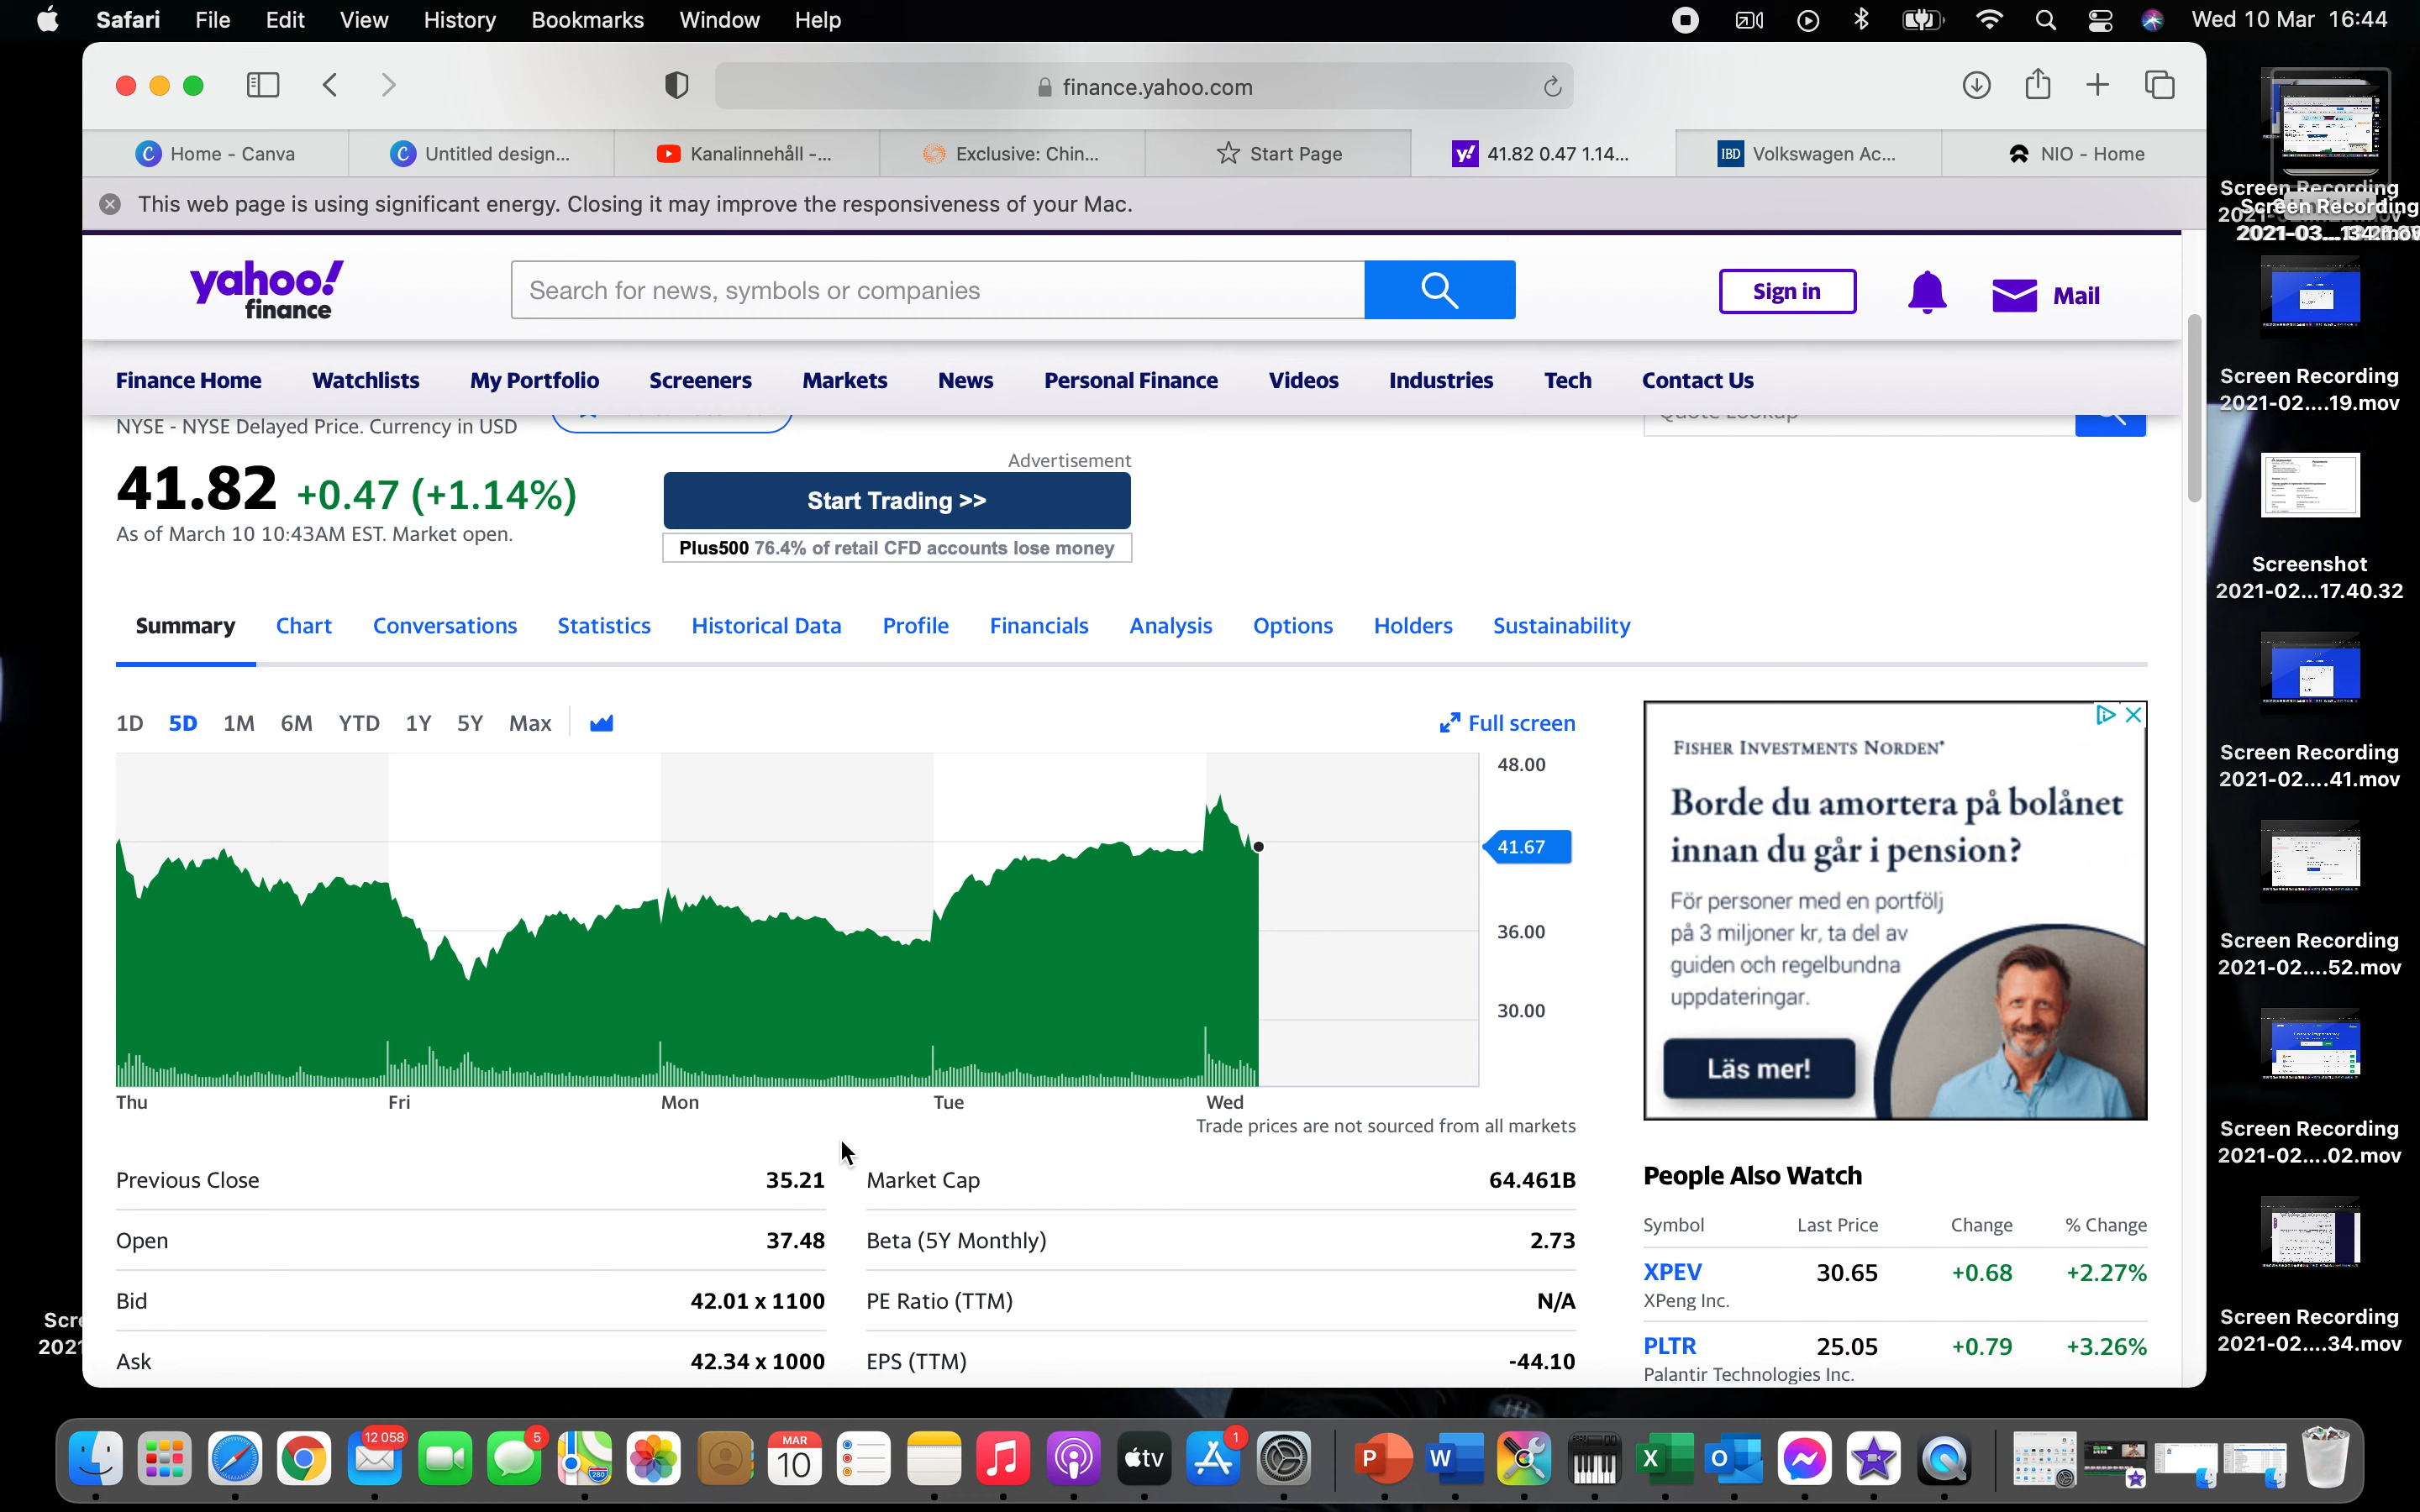 Safari File Edit View History Bookmarks Window Help Wed 10 Mar 16:44
finance.yahoo.com
Home - Canva Untitled design... Kanalinnehåll -... Exclusive: Chin... Start Page 41.82 0.47 1.14... IBD Volkswagen Ac... NIO - Home
This web page is using significant energy. Closing it may improve the responsiveness of your Mac.
yahoo! finance
Search for news, symbols or companies
Sign in
Mail
Finance Home Watchlists My Portfolio Screeners Markets News Personal Finance Videos Industries Tech Contact Us
NYSE - NYSE Delayed Price. Currency in USD
41.82 +0.47 (+1.14%)
As of March 10 10:43AM EST. Market open.
Advertisement
Start Trading >>
Plus500 76.4% of retail CFD accounts lose money
Summary Chart Conversations Statistics Historical Data Profile Financials Analysis Options Holders Sustainability
1D 5D 1M 6M YTD 1Y 5Y Max
Full screen
48.00
41.67
36.00
30.00
Thu Fri Mon Tue Wed
Trade prices are not sourced from all markets
Previous Close 35.21
Open 37.48
Bid 42.01 x 1100
Ask 42.34 x 1000
Market Cap 64.461B
Beta (5Y Monthly) 2.73
PE Ratio (TTM) N/A
EPS (TTM) -44.10
FISHER INVESTMENTS NORDEN*
Borde du amortera på bolånet
innan du går i pension?
För personer med en portfölj
på 3 miljoner kr, ta del av
guiden och regelbundna
uppdateringar.
Läs mer!
People Also Watch
Symbol Last Price Change % Change
XPEV 30.65 +0.68 +2.27%
XPeng Inc.
PLTR 25.05 +0.79 +3.26%
Palantir Technologies Inc.
Screen Recording
Screen Recording
2021-03...
Screen Recording
2021-02....19.mov
Screenshot
2021-02...17.40.32
Screen Recording
2021-02....41.mov
Screen Recording
2021-02....52.mov
Screen Recording
2021-02....02.mov
Screen Recording
2021-02....34.mov
12 058
5
MAR
10
tv
1
P
W
X
O